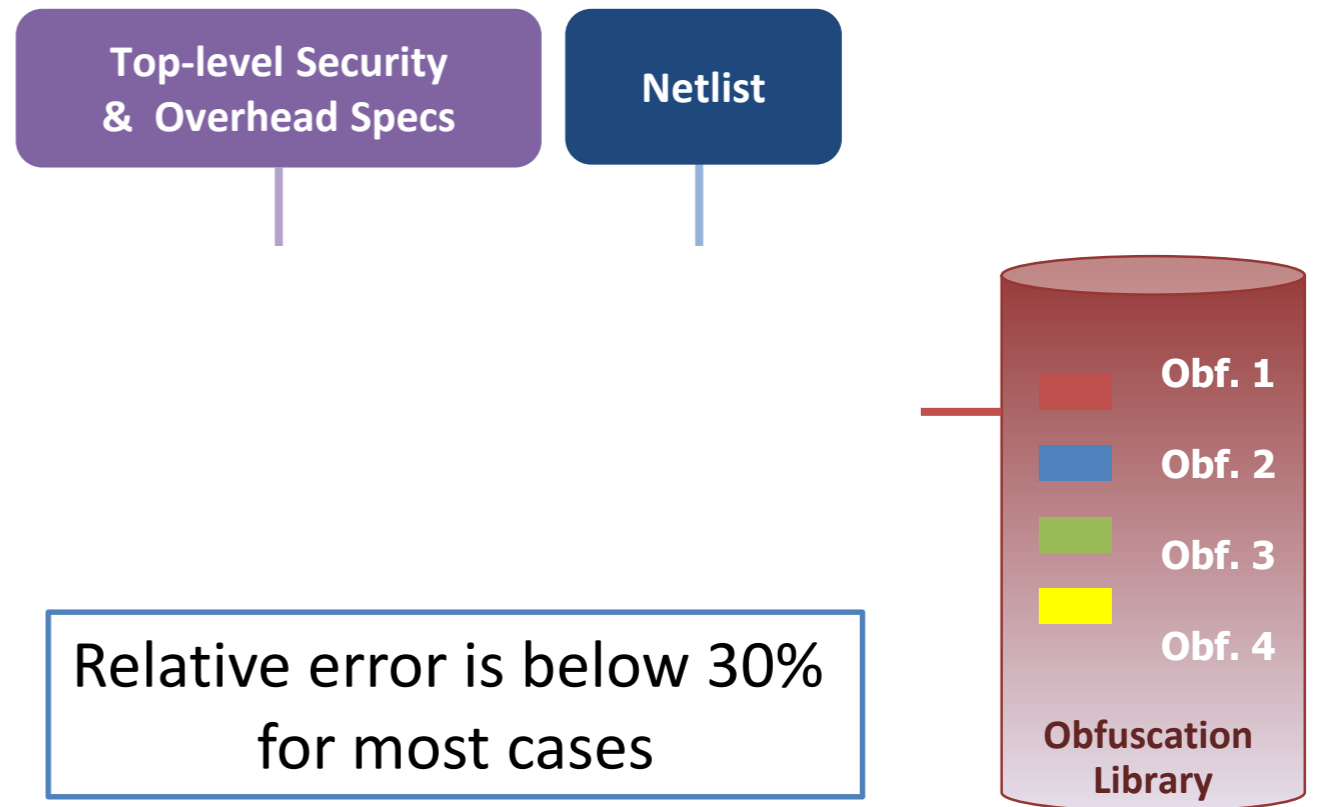 Top-level Security
& Overhead Specs
Netlist
Obf. 1
Obf. 2
Obf. 3
Obf. 4
Obfuscation
Library
Relative error is below 30%
for most cases